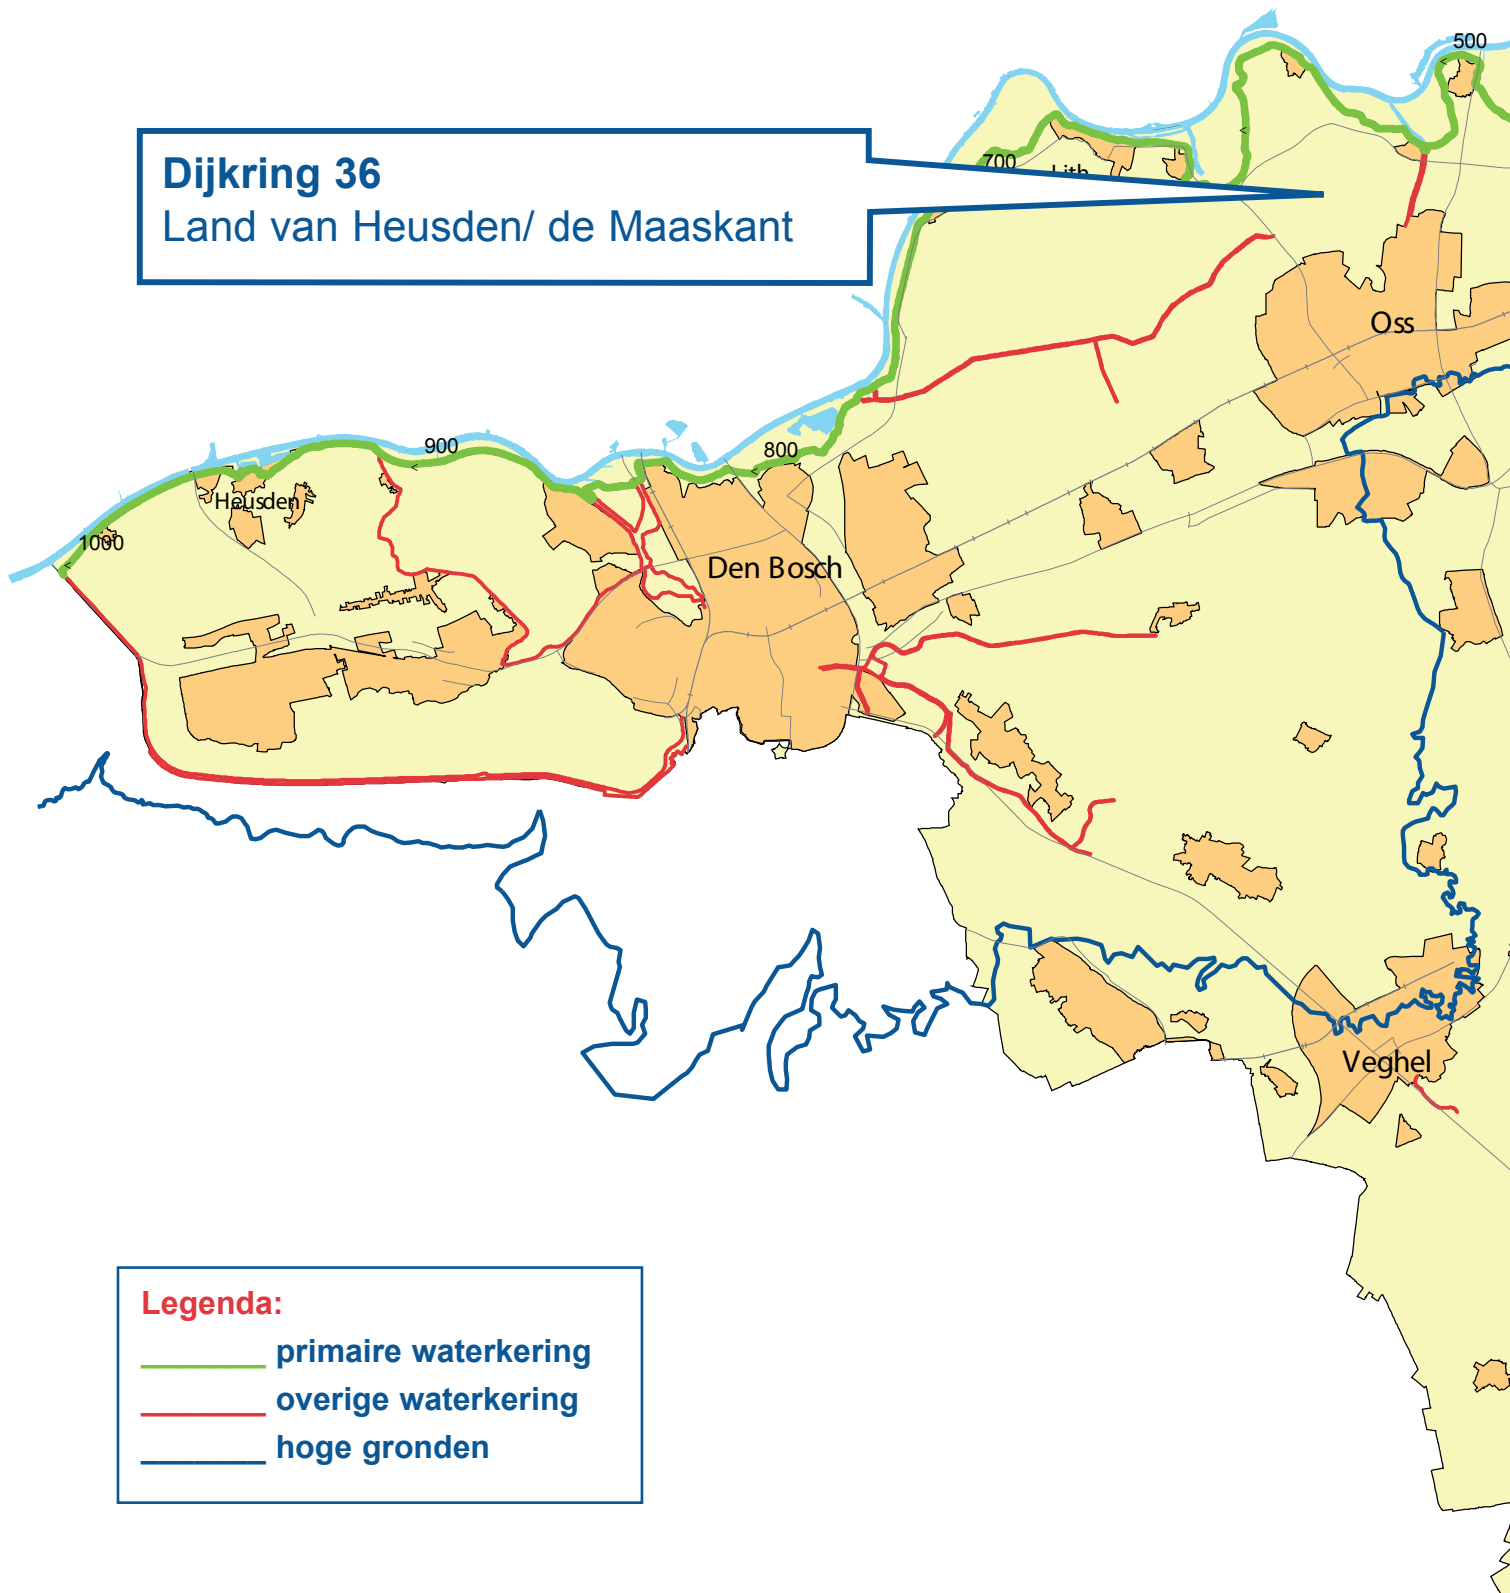 500
Dijkring 36
Land van Heusden/ de Maaskant
700
Lith
Oss
900
800
Heusden
1000
Den Bosch
Veghel
Legenda:
primaire waterkering
overige waterkering
hoge gronden